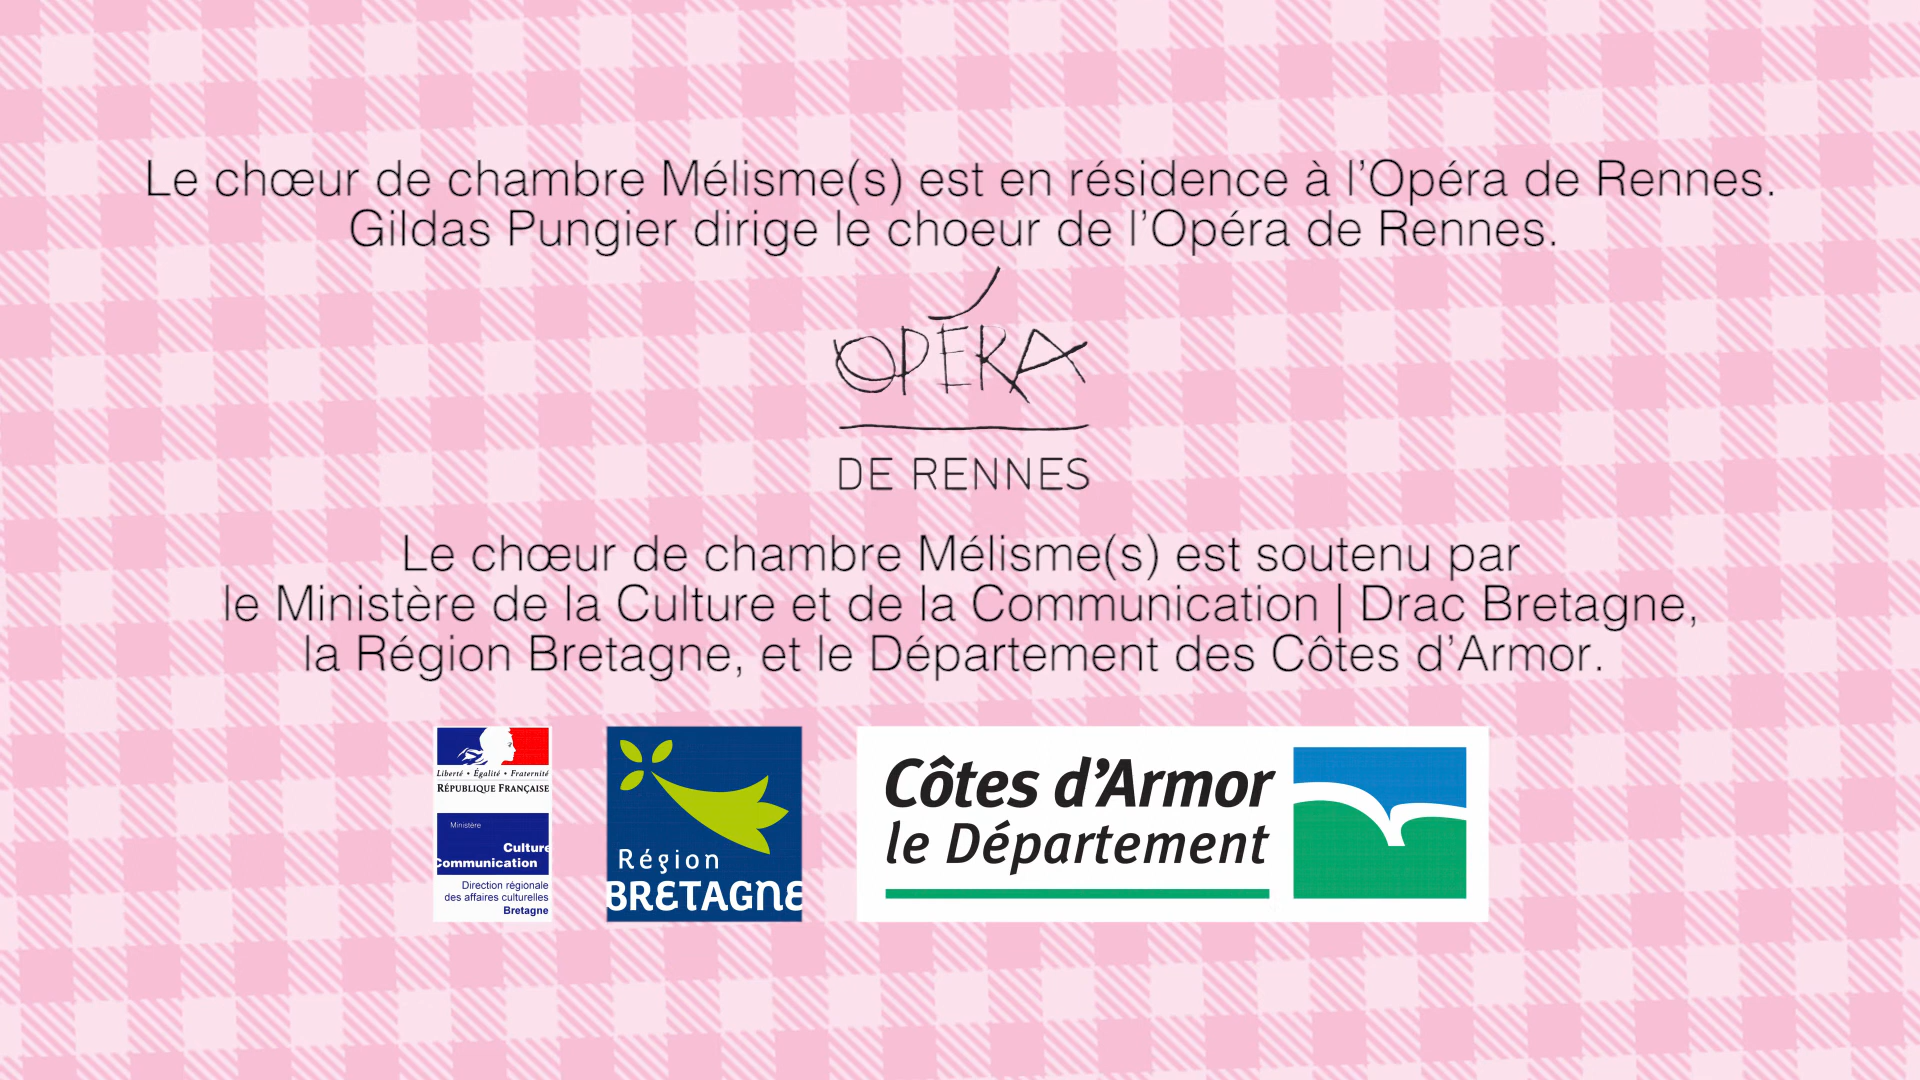 Le chœur de chambre Mélisme(s) est en résidence à l’Opéra de Rennes.
Gildas Pungier dirige le choeur de l’Opéra de Rennes.
OPÉRA
DE RENNES
Le chœur de chambre Mélisme(s) est soutenu par
le Ministère de la Culture et de la Communication | Drac Bretagne,
la Région Bretagne, et le Département des Côtes d’Armor.
Liberté • Égalité • Fraternité
RÉPUBLIQUE FRANÇAISE
Ministère
Culture
Communication
Direction régionale
des affaires culturelles
Bretagne
Région
BRETAGNE
Côtes d’Armor
le Département